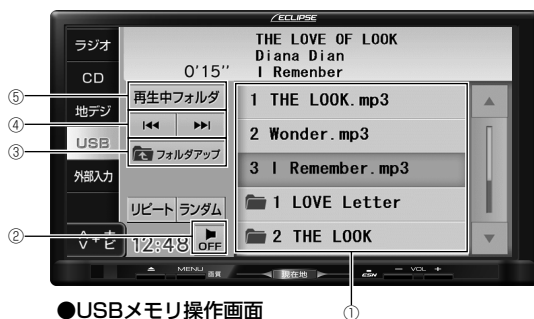 ECLIPSE
ラジオ
CD
地デジ
USB
外部入力
THE LOVE OF LOOK
Diana Dian
0'15''
I Remenber
⑤
再生中フォルダ
④
③
フォルダアップ
リピート
ランダム
②
12:48
OFF
1 THE LOOK.mp3
2 Wonder.mp3
3 I Remember.mp3
1 LOVE Letter
2 THE LOOK
MENU
画質
現在地
ESN
− VOL +
●USBメモリ操作画面
①